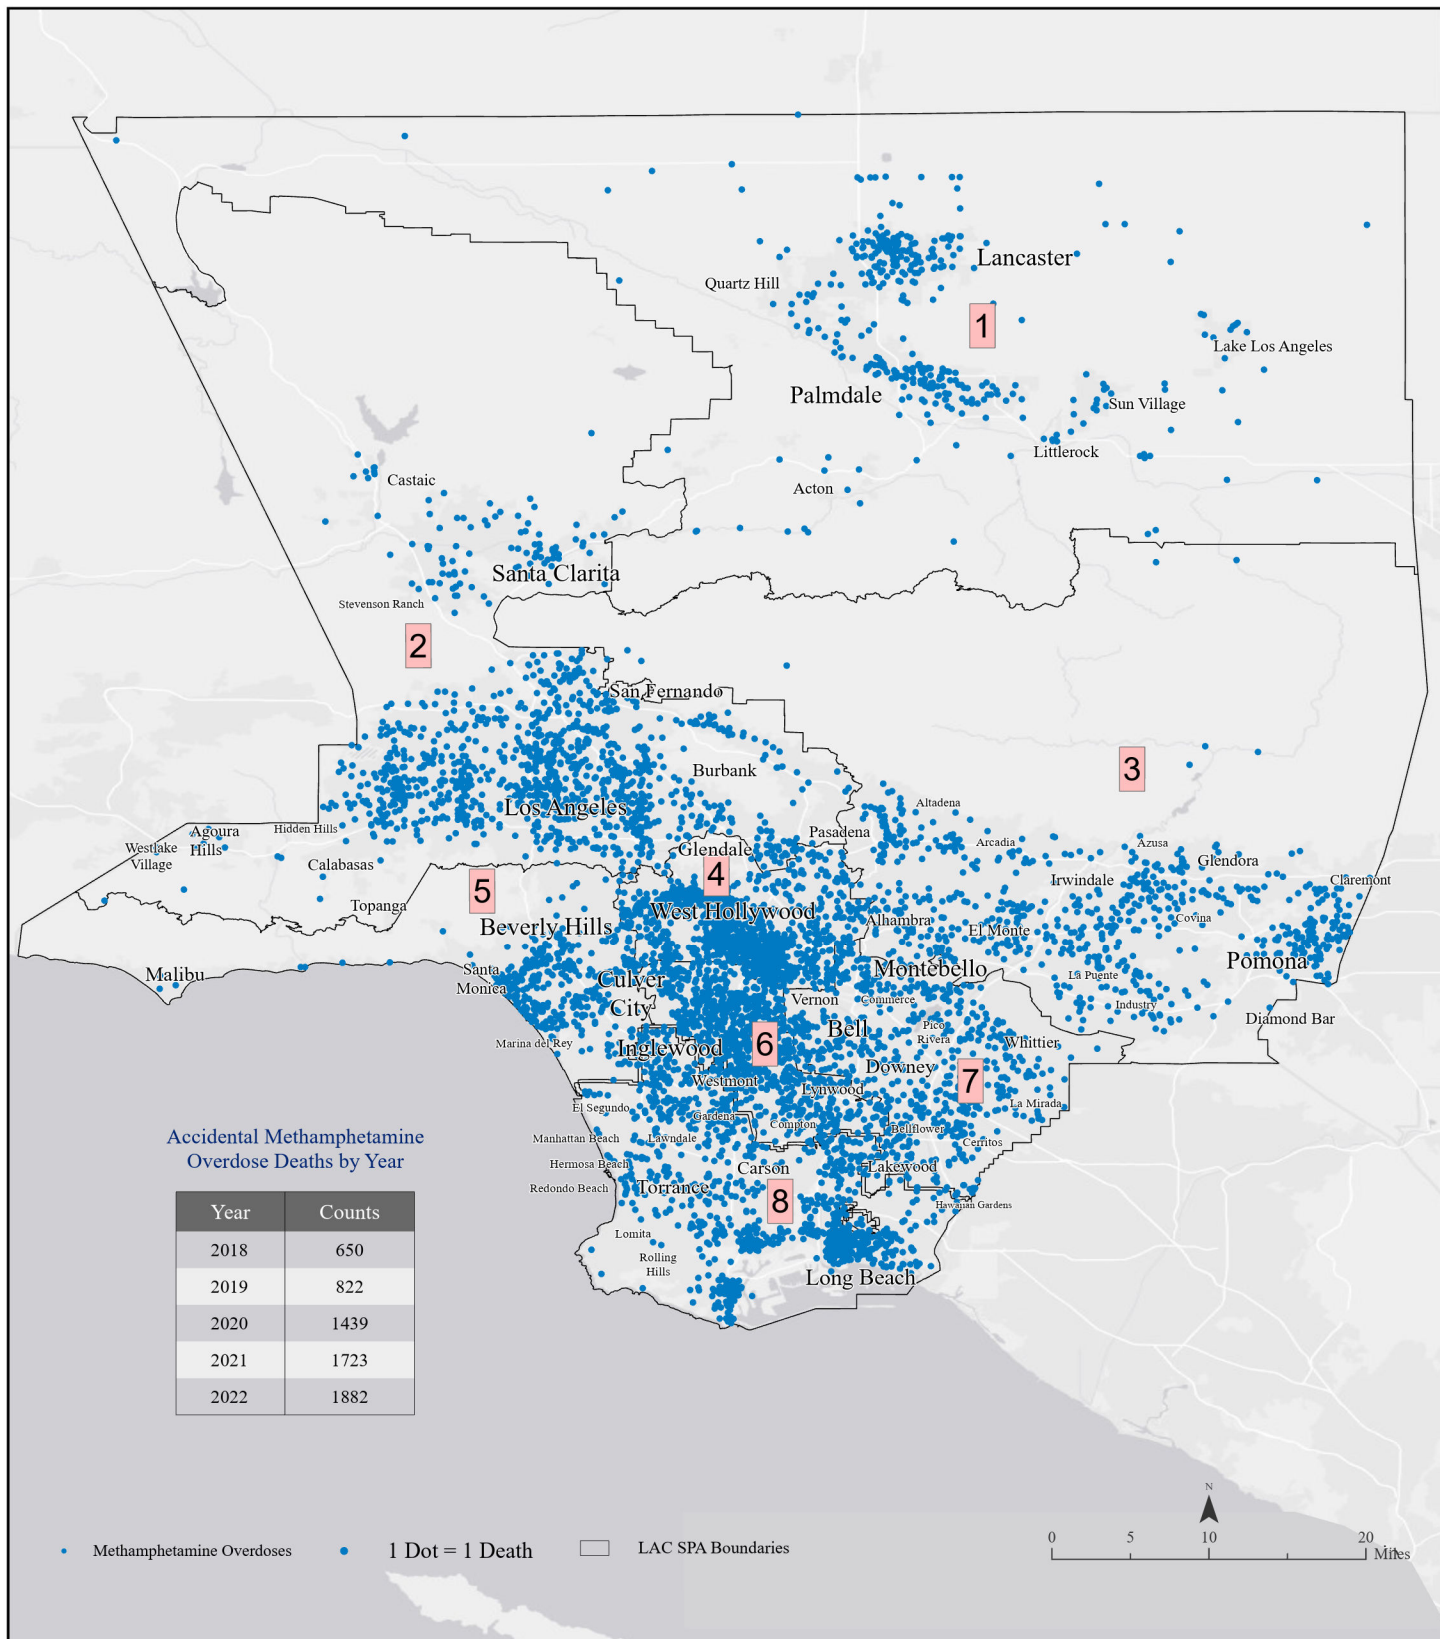 Lancaster
Quartz Hill
1
Lake Los Angeles
Palmdale
Sun Village
Littlerock
Castaic
Acton
Santa Clarita
Stevenson Ranch
2
San Fernando
3
Burbank
Los Angeles
Altadena
Hidden Hills
Agoura
Hills
Pasadena
Arcadia
Azusa
Westlake
Village
Glendale
Glendora
Calabasas
4
Irwindale
Claremont
5
Topanga
West Hollywood
Beverly Hills
Alhambra
Covina
El Monte
Pomona
Montebello
Malibu
Santa
Monica
Culver
City
La Puente
Vernon
Commerce
Industry
Diamond Bar
Bell
Pico
Rivera
Marina del Rey
Inglewood
6
Whittier
Downey
Westmont
7
Lynwood
La Mirada
El Segundo
Gardena
Compton
Bellflower
Manhattan Beach
Lawndale
Cerritos
Hermosa Beach
Carson
Lakewood
Redondo Beach
Torrance
8
Hawaiian Gardens
Lomita
Rolling
Hills
Long Beach
Accidental Methamphetamine
Overdose Deaths by Year
Year Counts
2018 650
2019 822
2020 1439
2021 1723
2022 1882
N
0 5 10 20
Miles
Methamphetamine Overdoses 1 Dot = 1 Death LAC SPA Boundaries